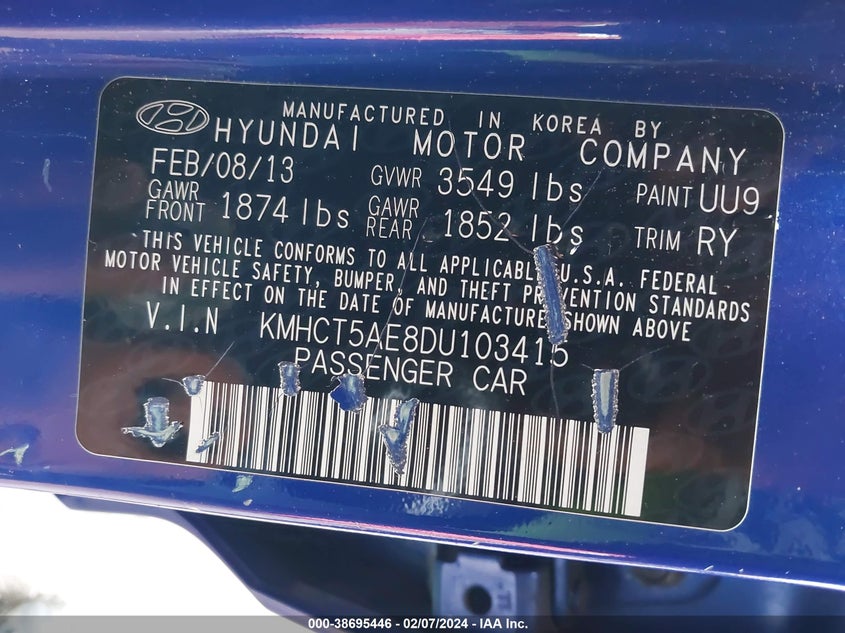 MANUFACTURED IN KOREA BY
HYUNDAI MOTOR COMPANY
FEB/08/13 GVWR 3549 lbs PAINT UU9
GAWR FRONT 1874 lbs GAWR REAR 1852 lbs TRIM RY
THIS VEHICLE CONFORMS TO ALL APPLICABLE U.S.A. FEDERAL
MOTOR VEHICLE SAFETY, BUMPER, AND THEFT PREVENTION STANDARDS
IN EFFECT ON THE DATE OF MANUFACTURE SHOWN ABOVE
V.I.N KMHCT5AE8DU103415
PASSENGER CAR
000-38695446 - 02/07/2024 - IAA Inc.